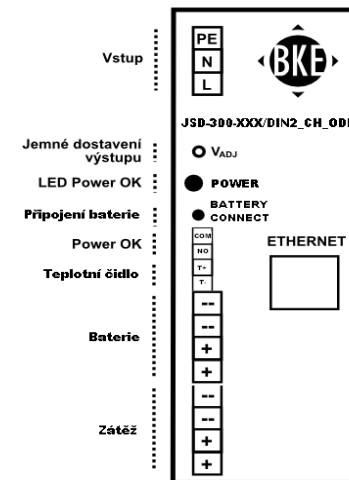 PE
Vstup
N
L
BKE
JSD-300-XXX/DIN2_CH_ODP
Jemné dostavení
výstupu
VADJ
LED Power OK
POWER
Připojení baterie
BATTERY
CONNECT
Power OK
COM
NO
ETHERNET
Teplotní čidlo
T+
T-
Baterie
--
--
+
+
Zátěž
--
--
+
+